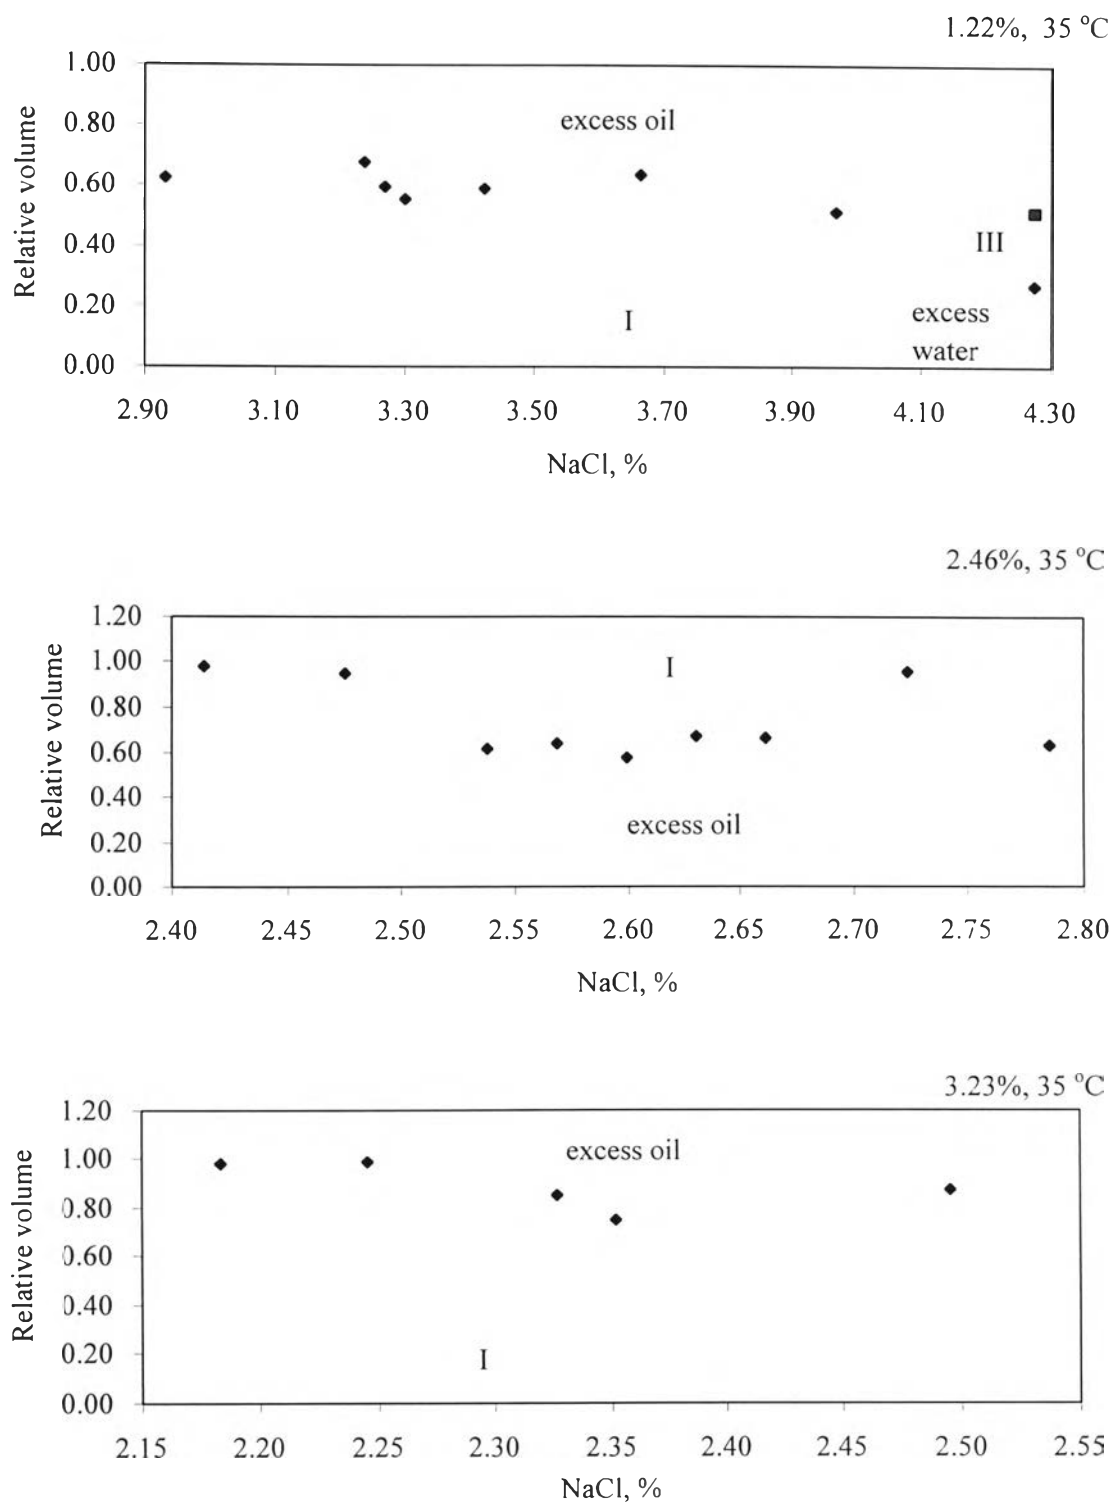 1.22%, 35 °C
1.00
0.80
0.60
0.40
0.20
0.00
Relative volume
excess oil
III
I
excess
water
2.90 3.10 3.30 3.50 3.70 3.90 4.10 4.30
NaCl, %
2.46%, 35 °C
1.20
1.00
0.80
0.60
0.40
0.20
0.00
Relative volume
I
excess oil
2.40 2.45 2.50 2.55 2.60 2.65 2.70 2.75 2.80
NaCl, %
3.23%, 35 °C
1.20
1.00
0.80
0.60
0.40
0.20
0.00
Relative volume
excess oil
I
2.15 2.20 2.25 2.30 2.35 2.40 2.45 2.50 2.55
NaCl, %